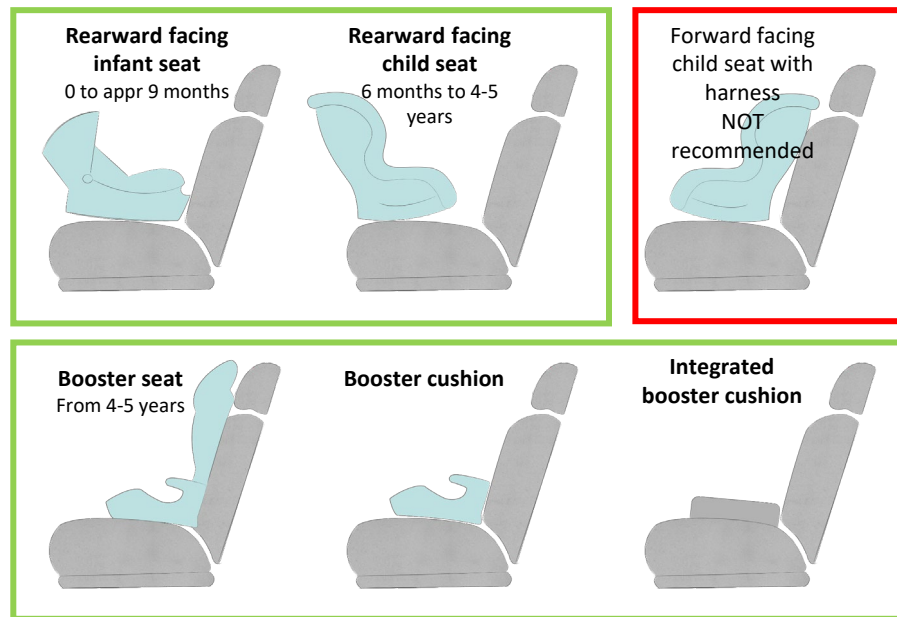 Rearward facing
infant seat
0 to appr 9 months
Rearward facing
child seat
6 months to 4-5
years
Forward facing
child seat with
harness
NOT
recommended
Booster seat
From 4-5 years
Booster cushion
Integrated
booster cushion